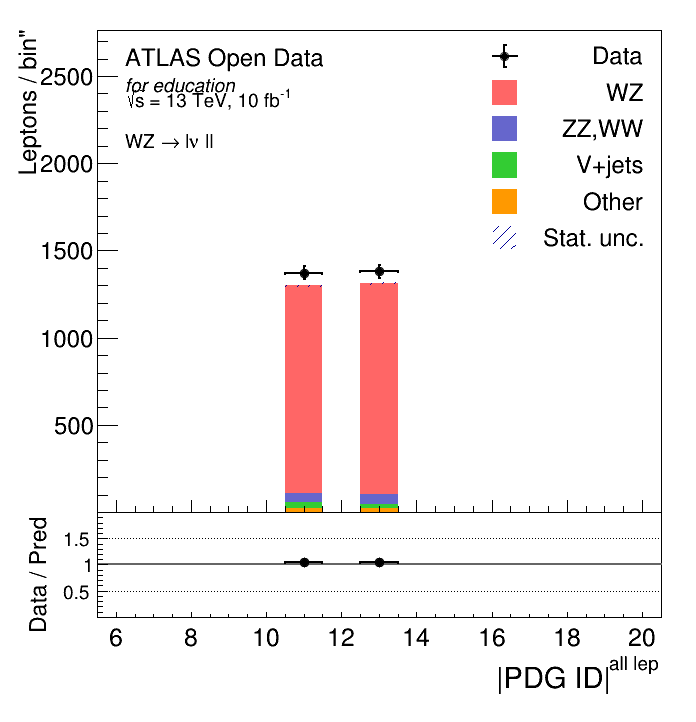 Leptons / bin"
2500
2000
1500
1000
500
ATLAS Open Data
for education
√s = 13 TeV, 10 fb⁻¹
WZ → lν ll
Data
WZ
ZZ,WW
V+jets
Other
Stat. unc.
Data / Pred
1.5
1
0.5
6 8 10 12 14 16 18 20
|PDG ID|^all lep